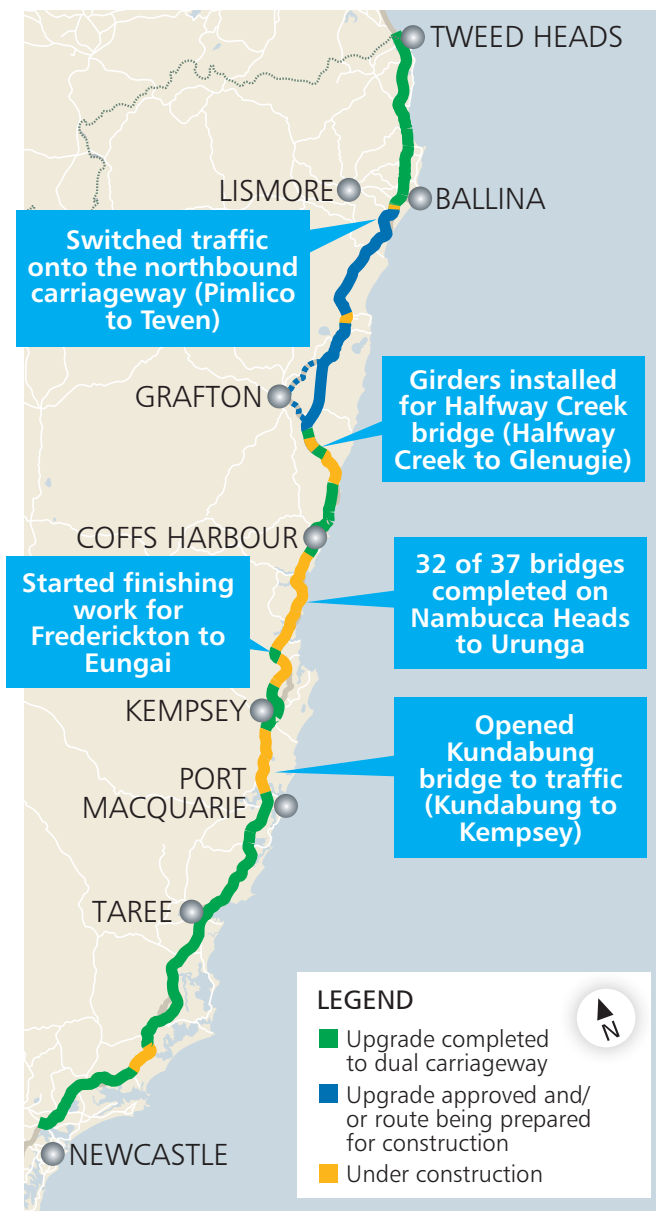 TWEED HEADS
LISMORE
BALLINA
Switched traffic
onto the northbound
carriageway (Pimlico
to Teven)
GRAFTON
Girders installed
for Halfway Creek
bridge (Halfway
Creek to Glenugie)
COFFS HARBOUR
32 of 37 bridges
completed on
Nambucca Heads
to Urunga
Started finishing
work for
Frederickton to
Eungai
KEMPSEY
Opened
Kundabung
bridge to traffic
(Kundabung to
Kempsey)
PORT
MACQUARIE
TAREE
LEGEND
N
Upgrade completed
to dual carriageway
Upgrade approved and/
or route being prepared
for construction
Under construction
NEWCASTLE